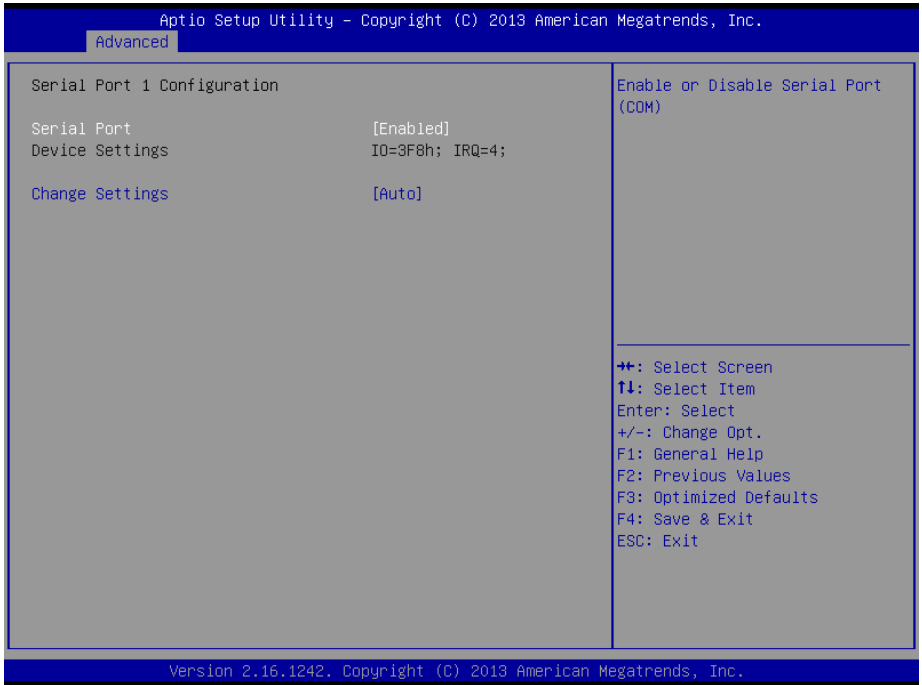 Aptio Setup Utility – Copyright (C) 2013 American Megatrends, Inc.
Advanced
Serial Port 1 Configuration
Serial Port [Enabled]
Device Settings IO=3F8h; IRQ=4;
Change Settings [Auto]
Enable or Disable Serial Port
(COM)
→←: Select Screen
↑↓: Select Item
Enter: Select
+/-: Change Opt.
F1: General Help
F2: Previous Values
F3: Optimized Defaults
F4: Save & Exit
ESC: Exit
Version 2.16.1242. Copyright (C) 2013 American Megatrends, Inc.